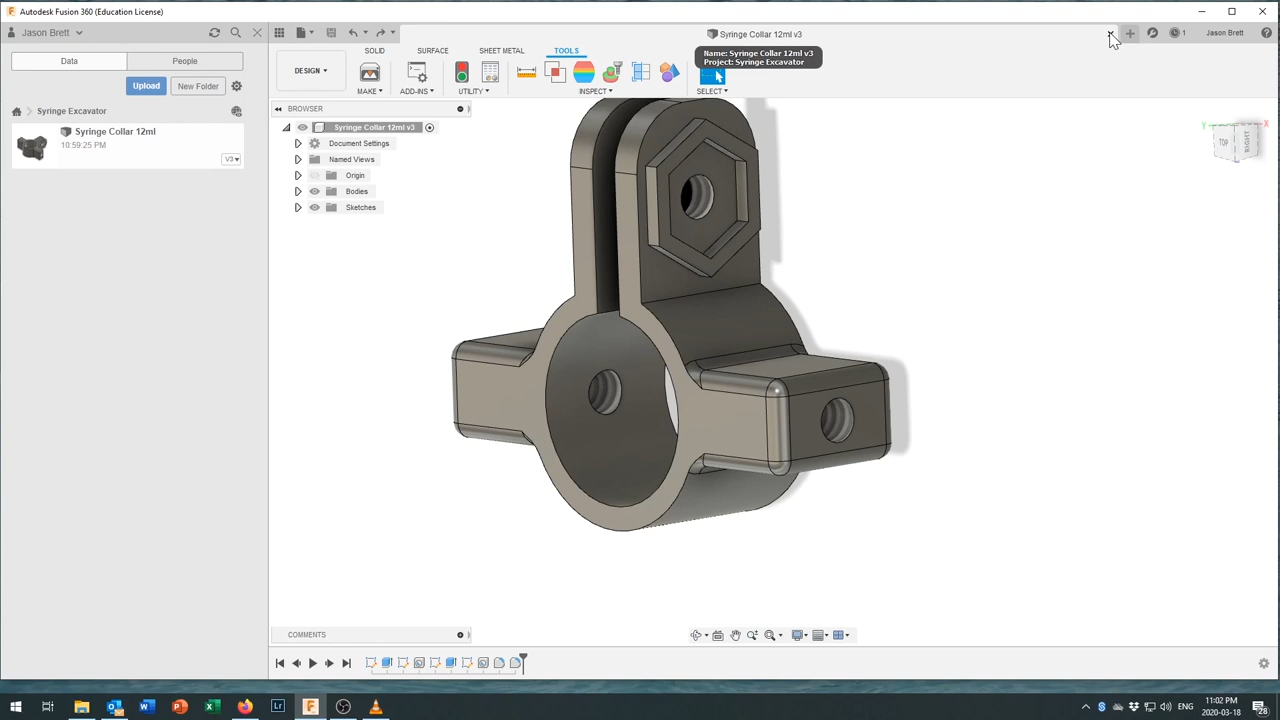 Autodesk Fusion 360 (Education License)
Jason Brett
Syringe Collar 12ml v3
1
Jason Brett
Name: Syringe Collar 12ml v3
Project: Syringe Excavator
Data
People
Upload
New Folder
Syringe Excavator
Syringe Collar 12ml
10:59:25 PM
V3
SOLID
SURFACE
SHEET METAL
TOOLS
DESIGN
MAKE
ADD-INS
UTILITY
INSPECT
SELECT
BROWSER
Syringe Collar 12ml v3
Document Settings
Named Views
Origin
Bodies
Sketches
TOP
RIGHT
Y
X
COMMENTS
ENG
11:02 PM
2020-03-18
28